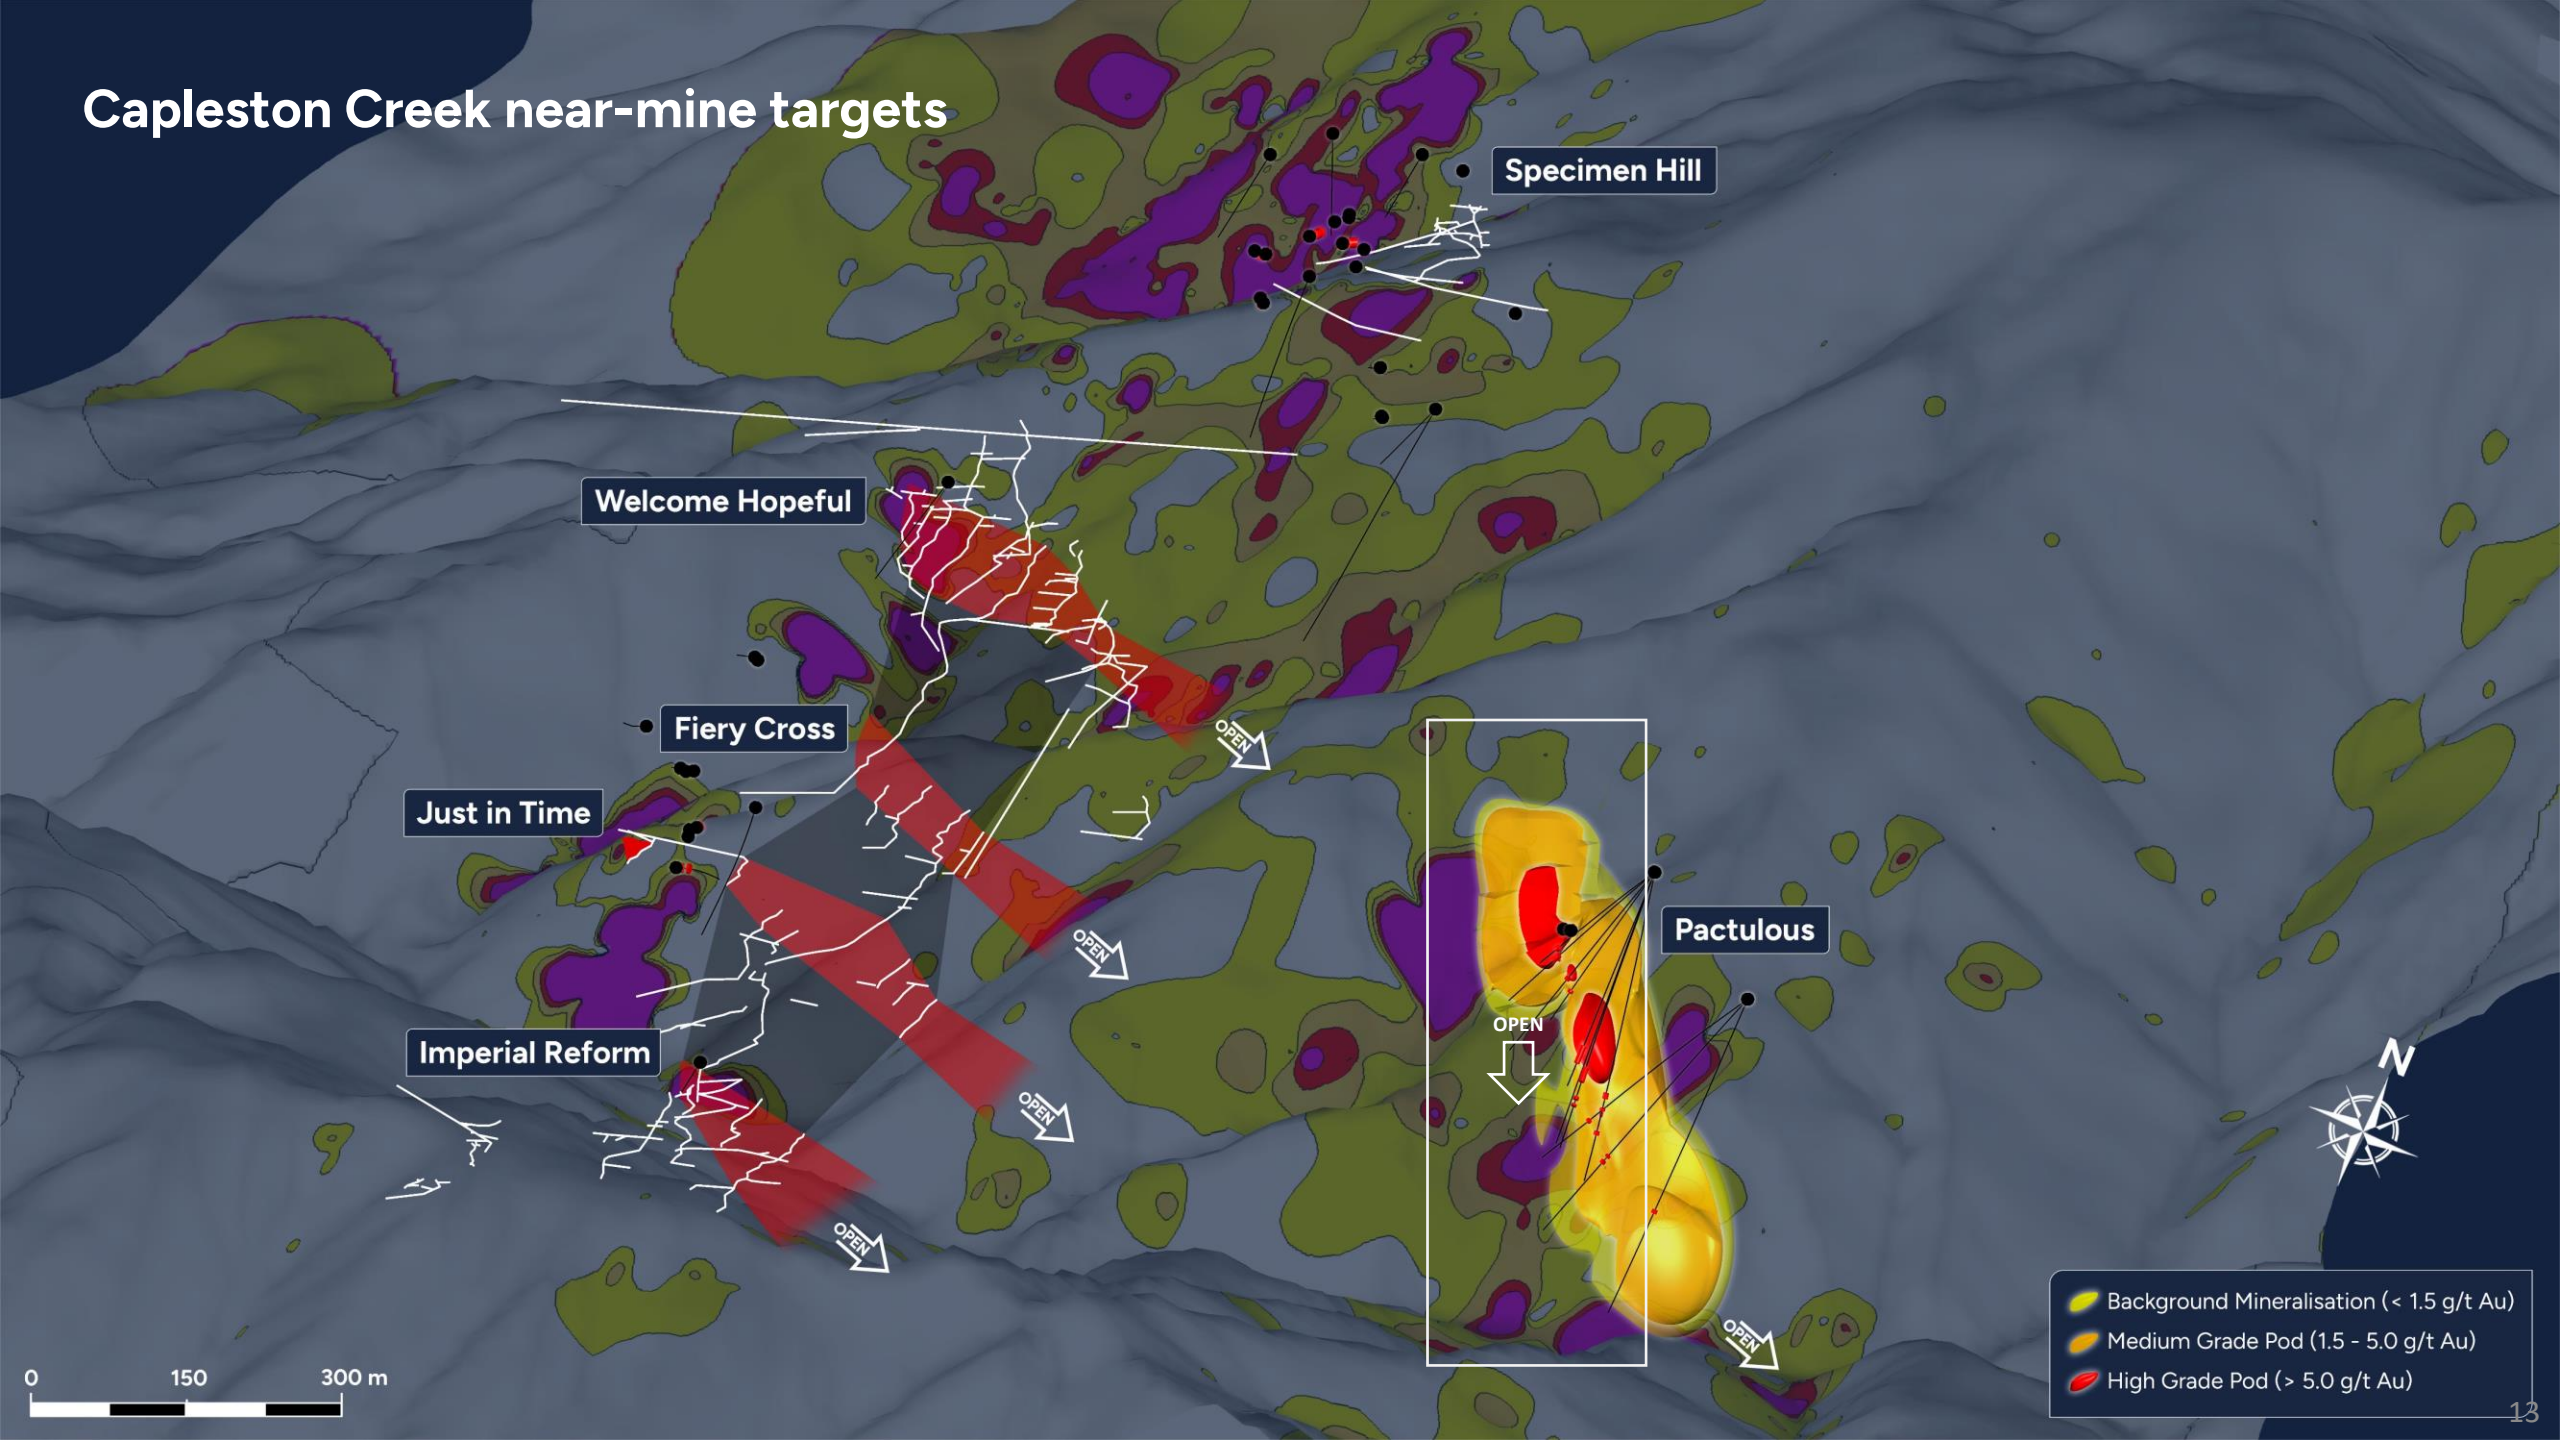 Capleston Creek near-mine targets
Specimen Hill
Welcome Hopeful
Fiery Cross
OPEN
Just in Time
Pactulous
OPEN
OPEN
Imperial Reform
OPEN
N
OPEN
OPEN
Background Mineralisation (< 1.5 g/t Au)
Medium Grade Pod (1.5 - 5.0 g/t Au)
High Grade Pod (> 5.0 g/t Au)
0 150 300 m
13